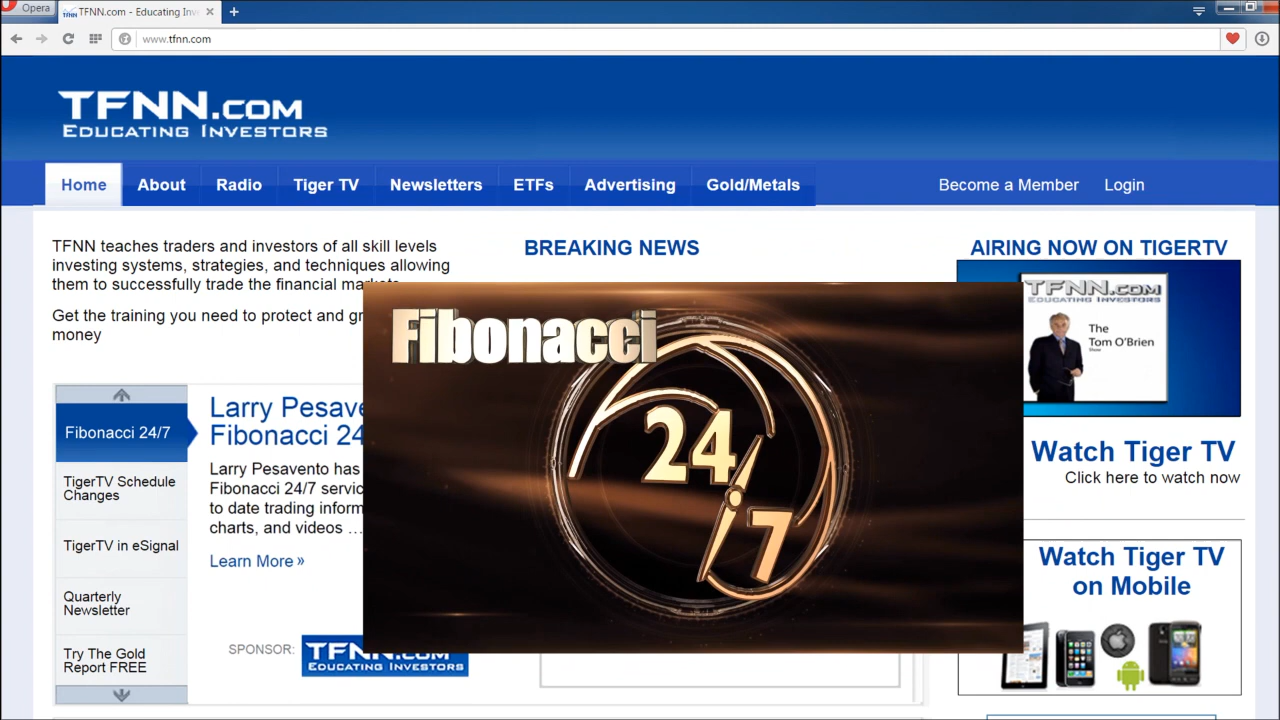 Opera
TFNN.com - Educating Inv
www.tfnn.com
TFNN.COM
EDUCATING INVESTORS
Home
About
Radio
Tiger TV
Newsletters
ETFs
Advertising
Gold/Metals
Become a Member
Login
TFNN teaches traders and investors of all skill levels
investing systems, strategies, and techniques allowing
them to successfully trade the financial markets
Get the training you need to protect and gr
money
BREAKING NEWS
AIRING NOW ON TIGERTV
TFNN.COM
EDUCATING INVESTORS
The
Tom O'Brien
Show
Fibonacci
24
7
Fibonacci 24/7
TigerTV Schedule
Changes
TigerTV in eSignal
Quarterly
Newsletter
Try The Gold
Report FREE
Larry Pesave
Fibonacci 24
Larry Pesavento has
Fibonacci 24/7 servic
to date trading inform
charts, and videos …
Learn More »
SPONSOR:
TFNN.COM
EDUCATING INVESTORS
Watch Tiger TV
Click here to watch now
Watch Tiger TV
on Mobile